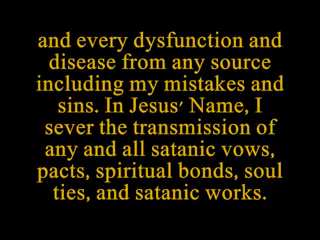 and every dysfunction and
disease from any source
including my mistakes and
sins. In Jesus' Name, I
sever the transmission of
any and all satanic vows,
pacts, spiritual bonds, soul
ties, and satanic works.